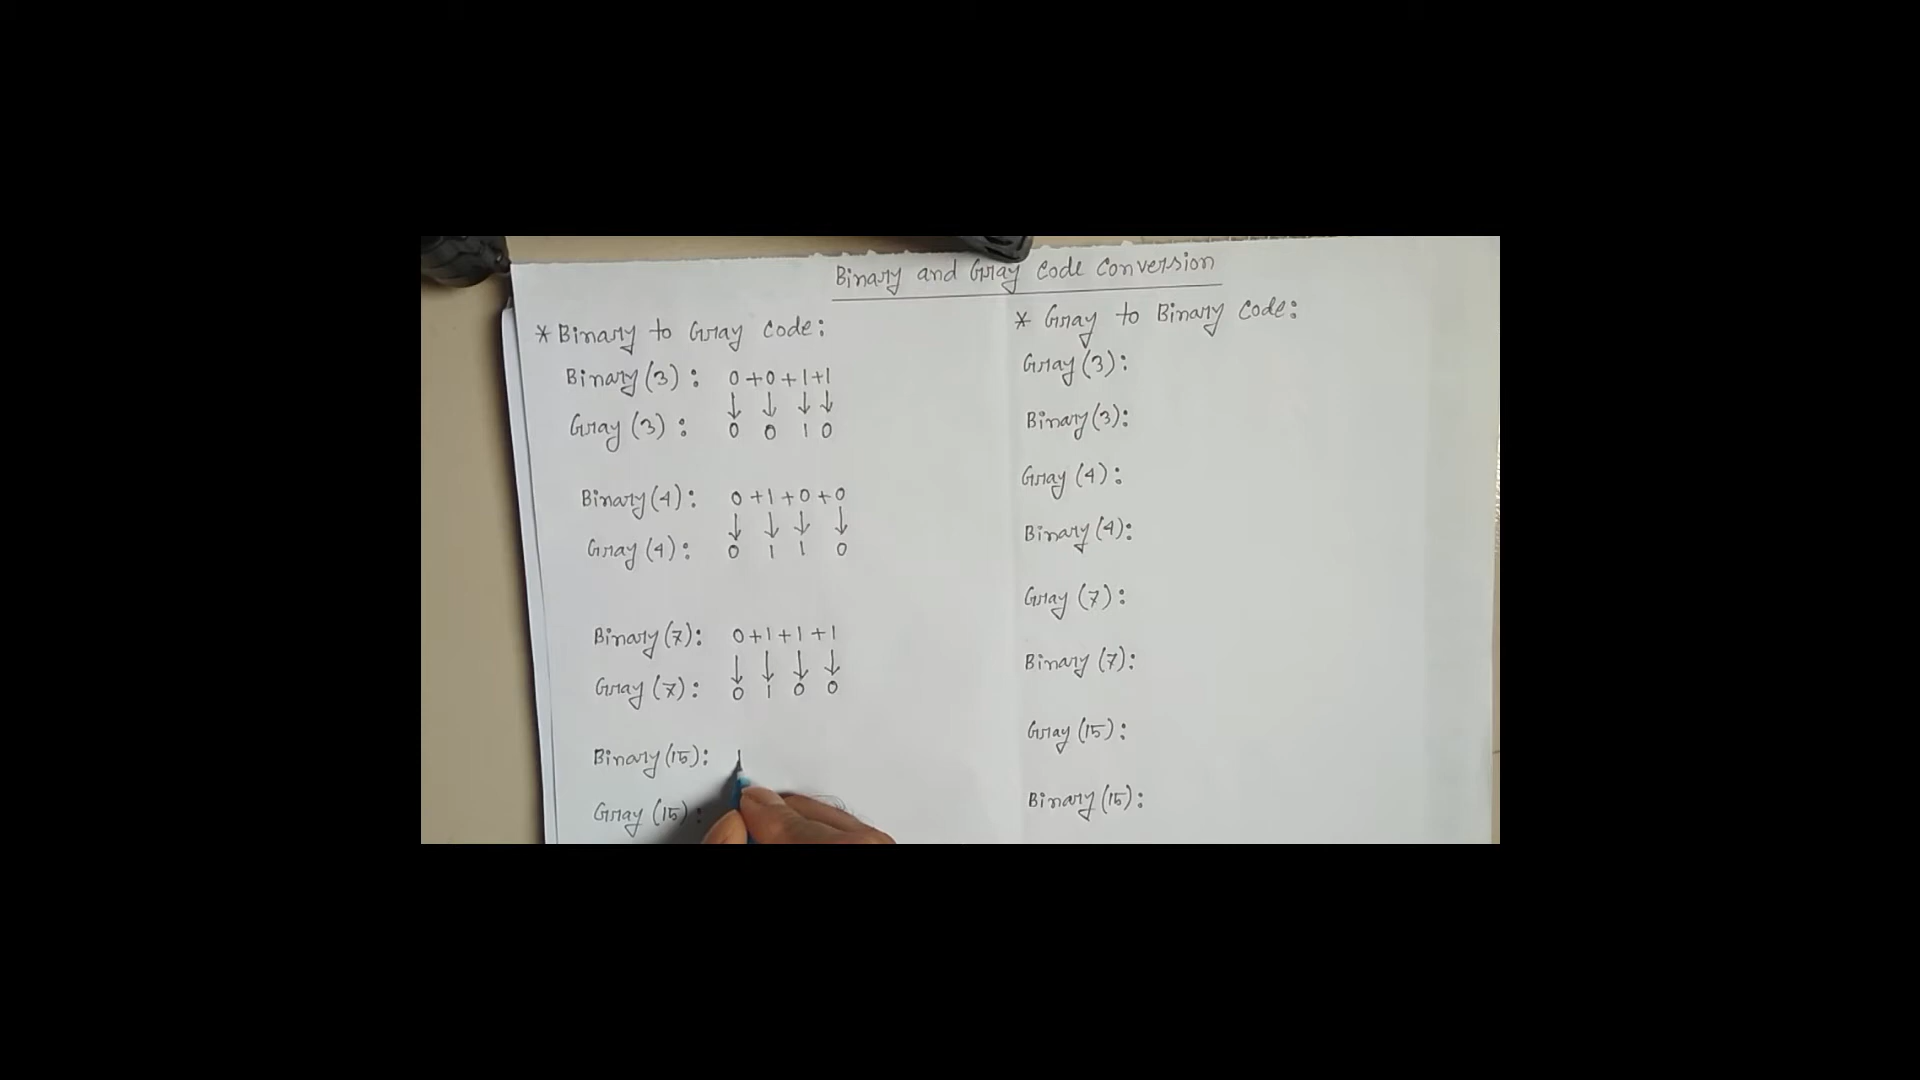 Binary and Gray Code Conversion
* Binary to Gray Code:
Binary(3): 0+0+1+1
↓ ↓ ↓ ↓
Gray(3): 0 0 1 0
Binary(4): 0+1+0+0
↓ ↓ ↓ ↓
Gray(4): 0 1 1 0
Binary(7): 0+1+1+1
↓ ↓ ↓ ↓
Gray(7): 0 1 0 0
Binary(15): 1
Gray(15):
* Gray to Binary Code:
Gray(3):
Binary(3):
Gray(4):
Binary(4):
Gray(7):
Binary(7):
Gray(15):
Binary(15):